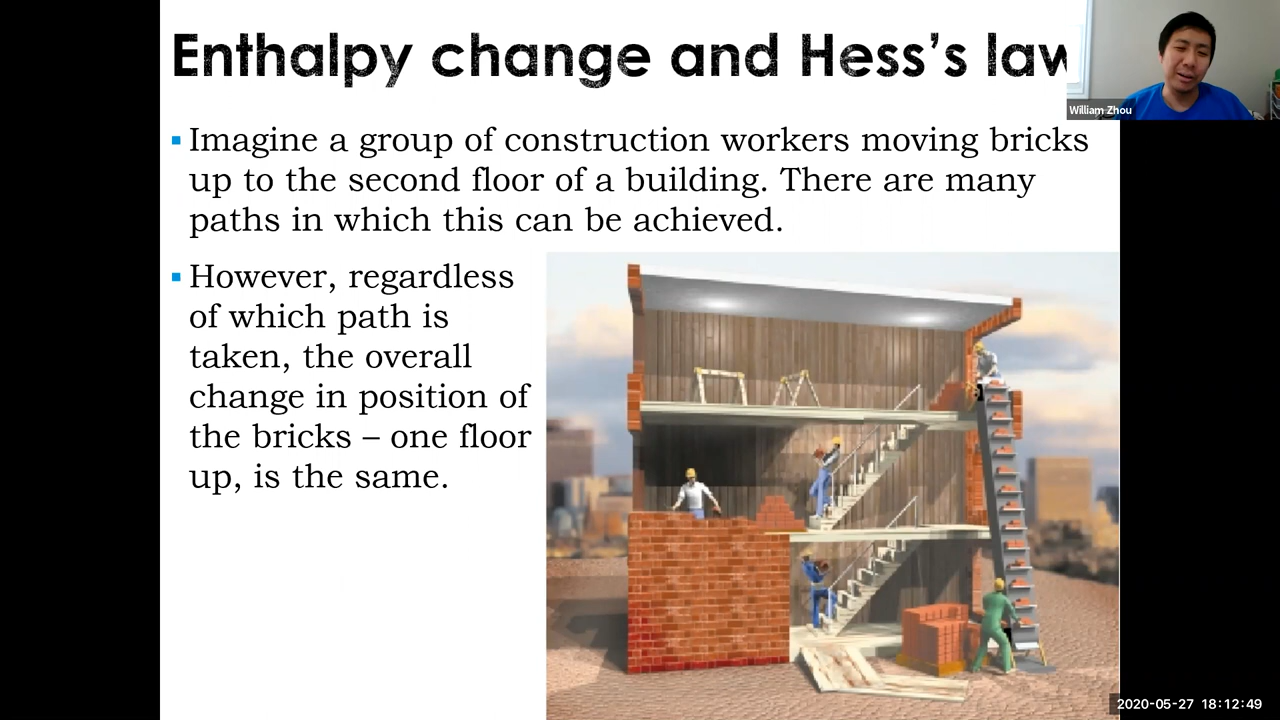 Enthalpy change and Hess's law
William Zhou
▪ Imagine a group of construction workers moving bricks
up to the second floor of a building. There are many
paths in which this can be achieved.
▪ However, regardless
of which path is
taken, the overall
change in position of
the bricks – one floor
up, is the same.
2020-05-27 18:12:49